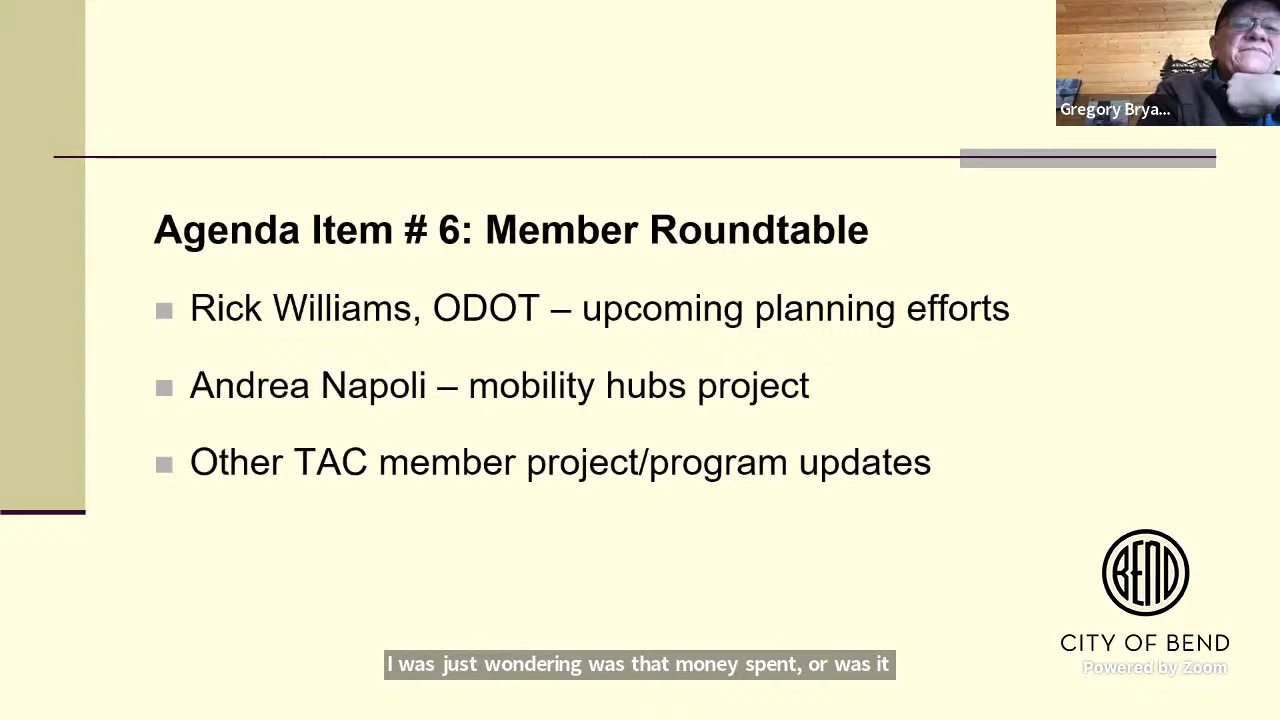 Gregory Brya...
Agenda Item # 6: Member Roundtable
Rick Williams, ODOT – upcoming planning efforts
Andrea Napoli – mobility hubs project
Other TAC member project/program updates
BEND
CITY OF BEND
Powered by Zoom
I was just wondering was that money spent, or was it